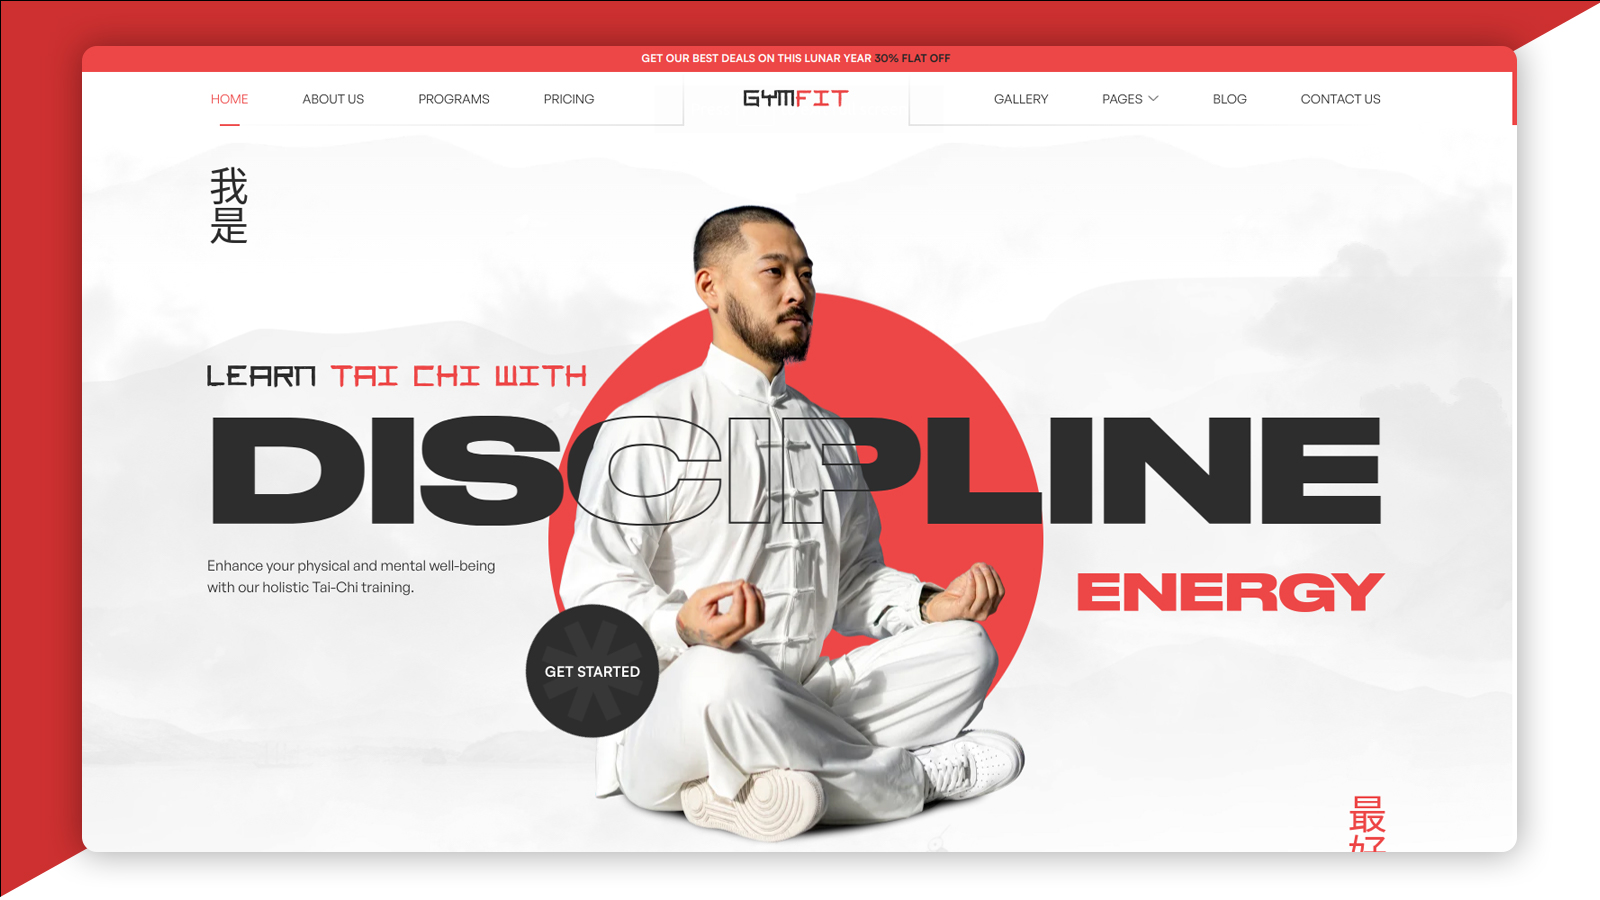 GET OUR BEST DEALS ON THIS LUNAR YEAR 30% FLAT OFF
HOME ABOUT US PROGRAMS PRICING GYMFIT GALLERY PAGES BLOG CONTACT US
我是
LEARN TAI CHI WITH
DISCIPLINE
Enhance your physical and mental well-being
with our holistic Tai-Chi training.
ENERGY
GET STARTED
最好